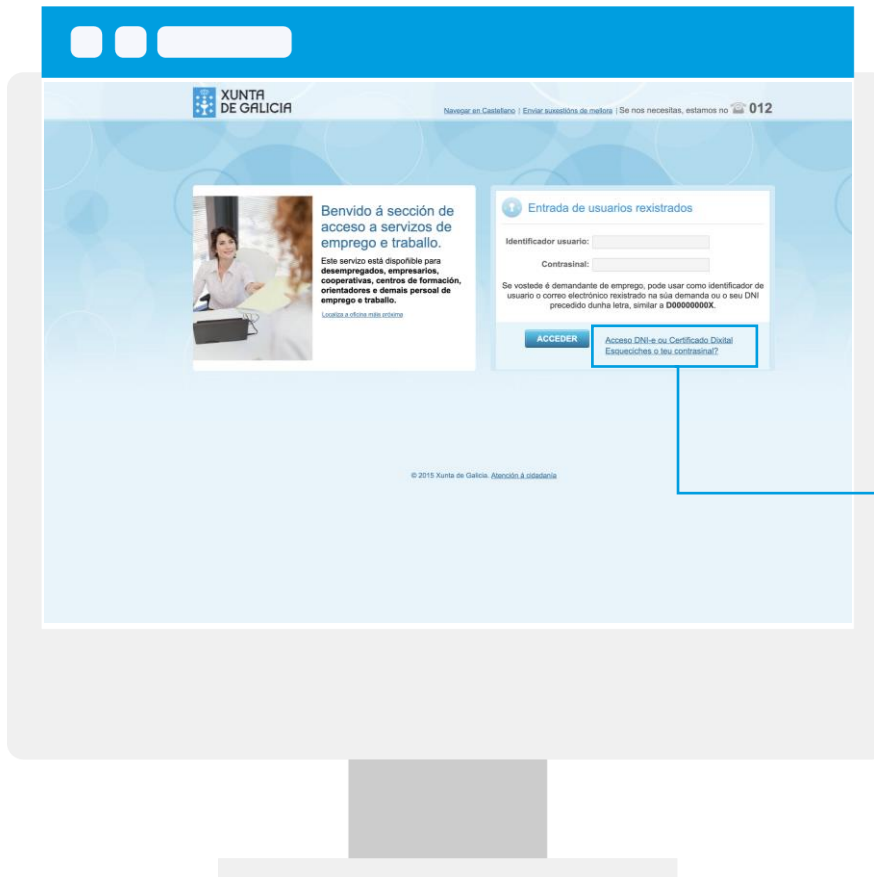 XUNTA
DE GALICIA
Navegar en Castellano | Enviar suxestións de mellora | Se nos necesitas, estamos no 012
Benvido á sección de
acceso a servizos de
emprego e traballo.
Este servizo está dispoñible para
desempregados, empresarios,
cooperativas, centros de formación,
orientadores e demais persoal de
emprego e traballo.
Localiza a oficina máis próxima
Entrada de usuarios rexistrados
Identificador usuario:
Contrasinal:
Se vostede é demandante de emprego, pode usar como identificador de
usuario o correo electrónico rexistrado na súa demanda ou o seu DNI
precedido dunha letra, similar a D00000000X.
ACCEDER
Acceso DNI-e ou Certificado Dixital
Esqueciches o teu contrasinal?
© 2015 Xunta de Galicia. Atención á cidadanía